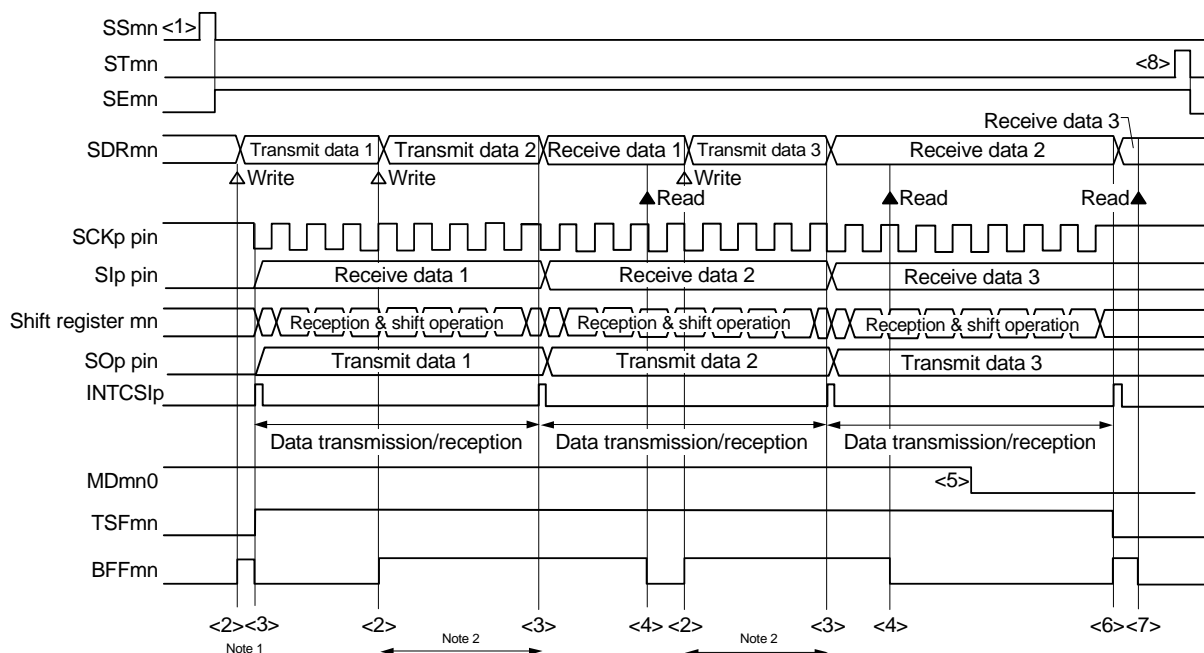 SSmn <1>
STmn <8>
SEmn
Receive data 3
SDRmn Transmit data 1 Transmit data 2 Receive data 1 Transmit data 3 Receive data 2
Write Write Write
Read Read Read
SCKp pin
SIp pin Receive data 1 Receive data 2 Receive data 3
Shift register mn Reception & shift operation Reception & shift operation Reception & shift operation
SOp pin Transmit data 1 Transmit data 2 Transmit data 3
INTCSIp
Data transmission/reception Data transmission/reception Data transmission/reception
MDmn0 <5>
TSFmn
BFFmn
<2> <3> <2> <3> <4> <2> <3> <4> <6> <7>
Note 1 Note 2 Note 2